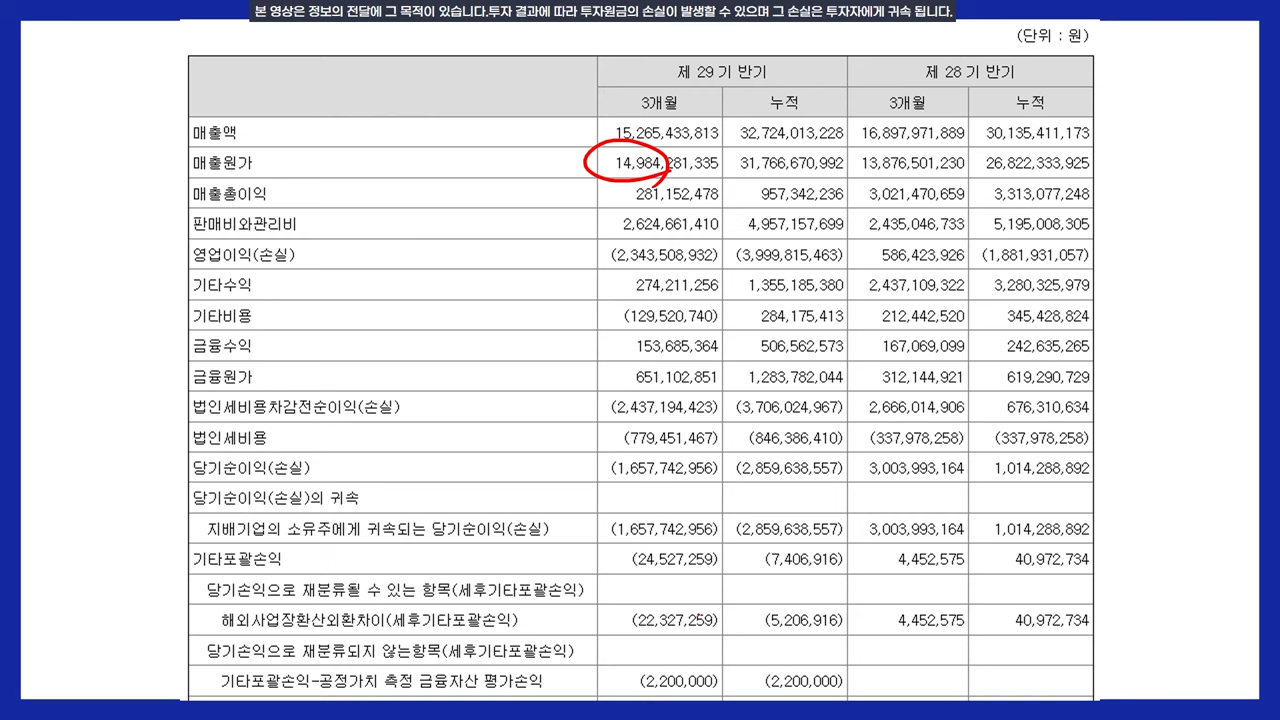 본 영상은 정보의 전달에 그 목적이 있습니다.투자 결과에 따라 투자원금의 손실이 발생할 수 있으며 그 손실은 투자자에게 귀속 됩니다.
(단위 : 원)
제 29 기 반기 제 28 기 반기
3개월 누적 3개월 누적
매출액 15,265,433,813 32,724,013,228 16,897,971,889 30,135,411,173
매출원가 14,984,281,335 31,766,670,992 13,876,501,230 26,822,333,925
매출총이익 281,152,478 957,342,236 3,021,470,659 3,313,077,248
판매비와관리비 2,624,661,410 4,957,157,699 2,435,046,733 5,195,008,305
영업이익(손실) (2,343,508,932) (3,999,815,463) 586,423,926 (1,881,931,057)
기타수익 274,211,256 1,355,185,380 2,437,109,322 3,280,325,979
기타비용 (129,520,740) 284,175,413 212,442,520 345,428,824
금융수익 153,685,364 506,562,573 167,069,099 242,635,265
금융원가 651,102,851 1,283,782,044 312,144,921 619,290,729
법인세비용차감전순이익(손실) (2,437,194,423) (3,706,024,967) 2,666,014,906 676,310,634
법인세비용 (779,451,467) (846,386,410) (337,978,258) (337,978,258)
당기순이익(손실) (1,657,742,956) (2,859,638,557) 3,003,993,164 1,014,288,892
당기순이익(손실)의 귀속
지배기업의 소유주에게 귀속되는 당기순이익(손실) (1,657,742,956) (2,859,638,557) 3,003,993,164 1,014,288,892
기타포괄손익 (24,527,259) (7,406,916) 4,452,575 40,972,734
당기손익으로 재분류될 수 있는 항목(세후기타포괄손익)
해외사업장환산외환차이(세후기타포괄손익) (22,327,259) (5,206,916) 4,452,575 40,972,734
당기손익으로 재분류되지 않는항목(세후기타포괄손익)
기타포괄손익-공정가치 측정 금융자산 평가손익 (2,200,000) (2,200,000)